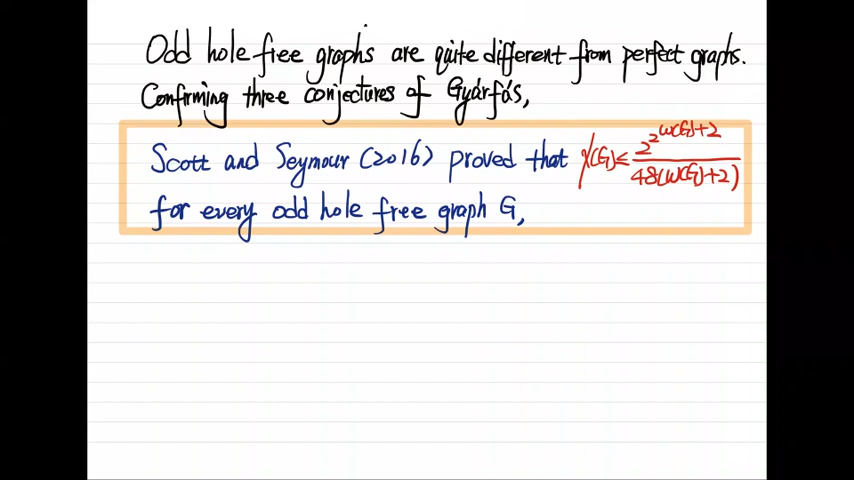 Odd hole free graphs are quite different from perfect graphs.
Confirming three conjectures of Gyárfás,
Scott and Seymour (2016) proved that χ(G) ≤ 2^2^ω(G)+2 / 48(ω(G)+2)
for every odd hole free graph G,